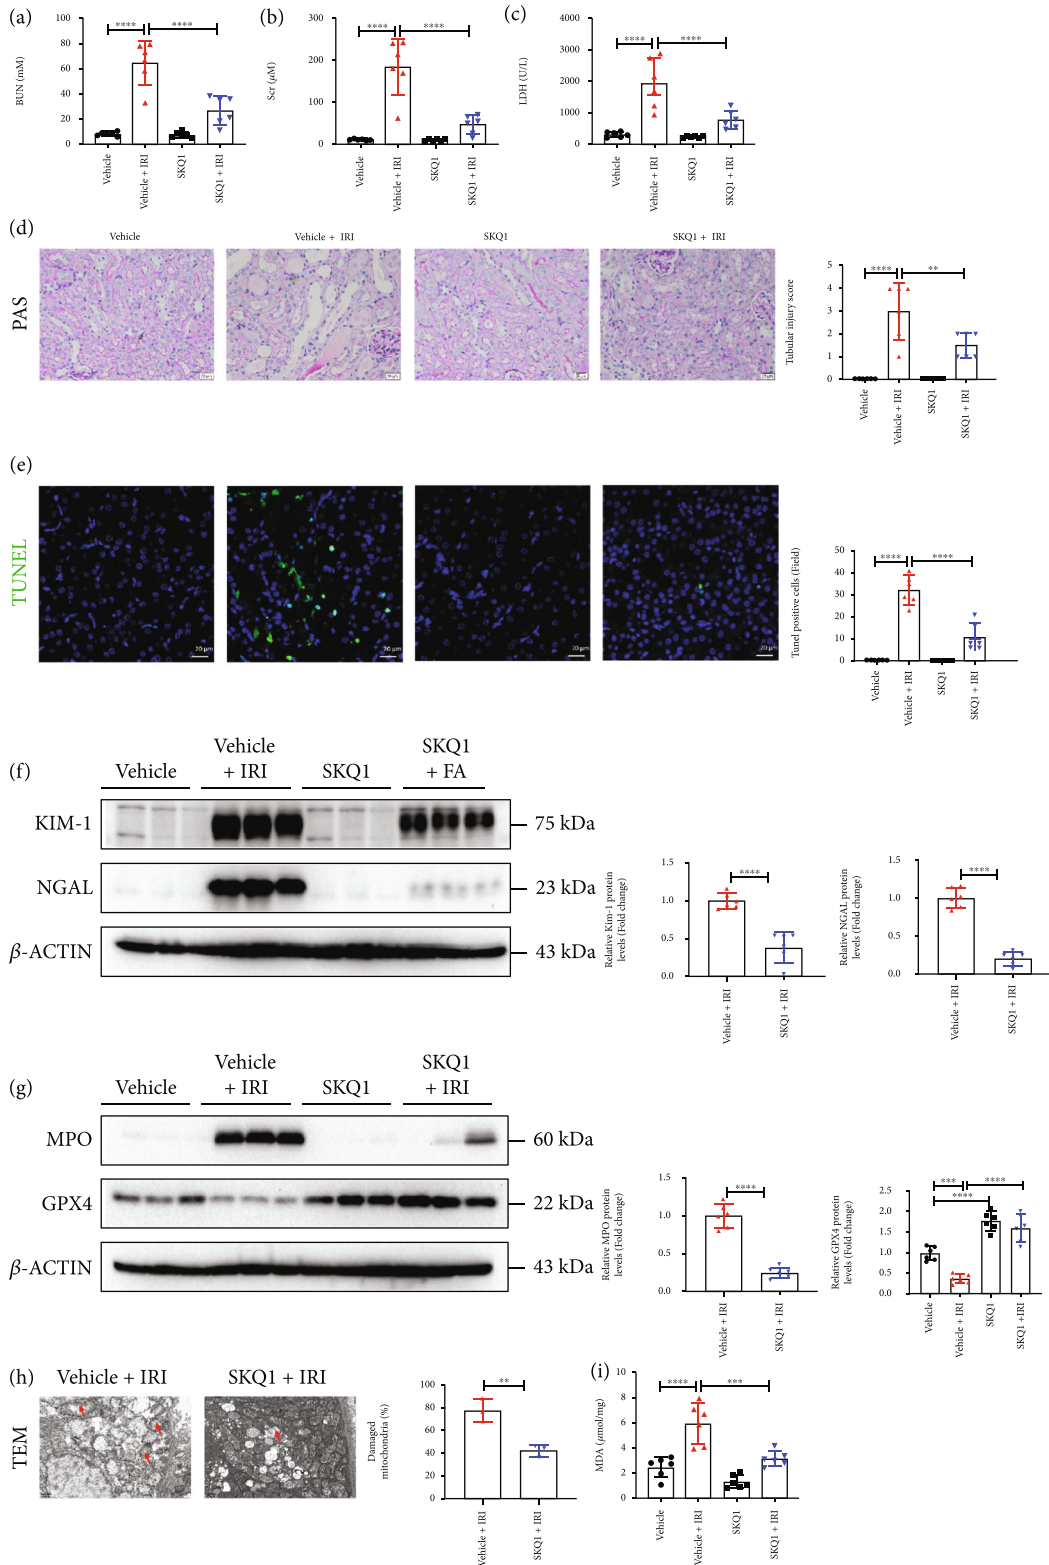 (a)
BUN (mM)
100
80
60
40
20
0
****
****
Vehicle
Vehicle + IRI
SKQ1
SKQ1 + IRI
(b)
Scr (μM)
300
200
100
0
****
****
Vehicle
Vehicle + IRI
SKQ1
SKQ1 + IRI
(c)
LDH (U/L)
4000
3000
2000
1000
0
****
****
Vehicle
Vehicle + IRI
SKQ1
SKQ1 + IRI
(d)
Vehicle
Vehicle + IRI
SKQ1
SKQ1 + IRI
PAS
Tubular injury score
5
4
3
2
1
0
****
**
Vehicle
Vehicle + IRI
SKQ1
SKQ1 + IRI
(e)
TUNEL
20 μm
20 μm
20 μm
20 μm
Tunel positive cells (Field)
50
40
30
20
10
0
****
****
Vehicle
Vehicle + IRI
SKQ1
SKQ1 + IRI
(f)
Vehicle
Vehicle
+ IRI
SKQ1
SKQ1
+ FA
KIM-1
75 kDa
NGAL
23 kDa
β-ACTIN
43 kDa
Relative Kim-1 protein
levels (Fold change)
1.5
1.0
0.5
0.0
****
Vehicle + IRI
SKQ1 + IRI
Relative NGAL protein
levels (Fold change)
1.5
1.0
0.5
0.0
****
Vehicle + IRI
SKQ1 + IRI
(g)
Vehicle
Vehicle
+ IRI
SKQ1
SKQ1
+ IRI
MPO
60 kDa
GPX4
22 kDa
β-ACTIN
43 kDa
Relative MPO protein
levels (Fold change)
1.5
1.0
0.5
0.0
****
Vehicle + IRI
SKQ1 + IRI
Relative GPX4 protein
levels (Fold change)
2.5
2.0
1.5
1.0
0.5
0.0
***
****
****
Vehicle
Vehicle + IRI
SKQ1
SKQ1 +IRI
(h)
Vehicle + IRI
SKQ1 + IRI
TEM
Damaged
mitochondria (%)
100
80
60
40
20
0
**
Vehicle + IRI
SKQ1 + IRI
(i)
MDA (μmol/mg)
10
8
6
4
2
0
****
***
Vehicle
Vehicle + IRI
SKQ1
SKQ1 + IRI